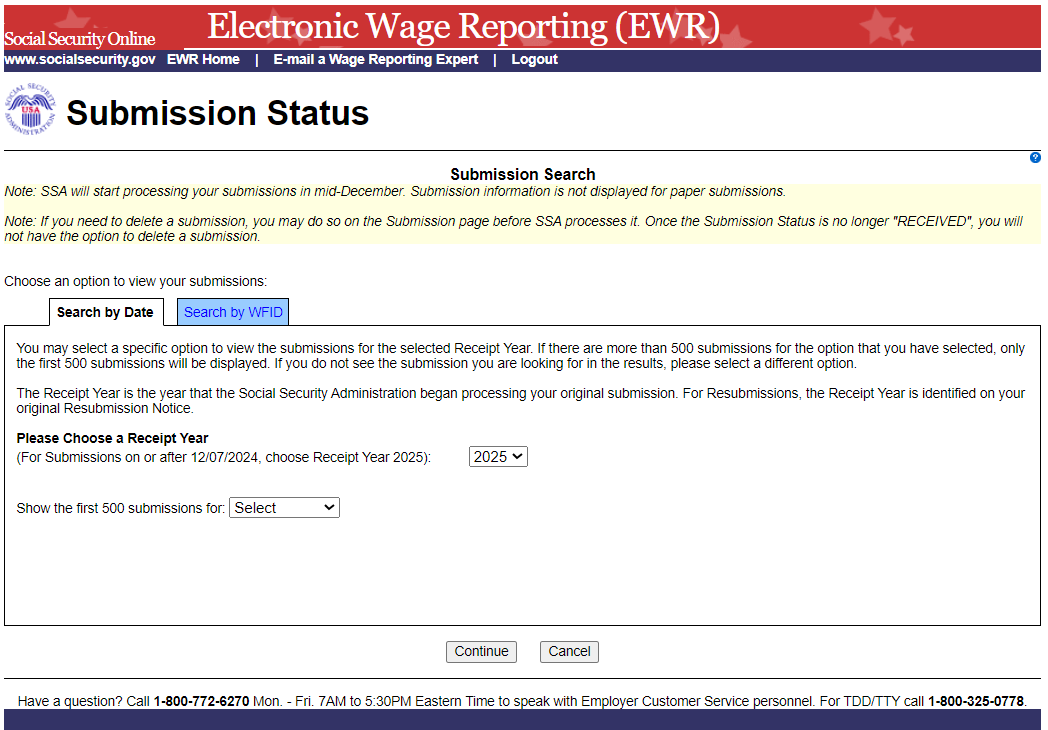 Electronic Wage Reporting (EWR)
Social Security Online
www.socialsecurity.gov EWR Home | E-mail a Wage Reporting Expert | Logout
SOCIAL SECURITY
USA
ADMINISTRATION
Submission Status
?
Submission Search
Note: SSA will start processing your submissions in mid-December. Submission information is not displayed for paper submissions.
Note: If you need to delete a submission, you may do so on the Submission page before SSA processes it. Once the Submission Status is no longer "RECEIVED", you will
not have the option to delete a submission.
Choose an option to view your submissions:
Search by Date Search by WFID
You may select a specific option to view the submissions for the selected Receipt Year. If there are more than 500 submissions for the option that you have selected, only
the first 500 submissions will be displayed. If you do not see the submission you are looking for in the results, please select a different option.
The Receipt Year is the year that the Social Security Administration began processing your original submission. For Resubmissions, the Receipt Year is identified on your
original Resubmission Notice.
Please Choose a Receipt Year
(For Submissions on or after 12/07/2024, choose Receipt Year 2025): 2025
Show the first 500 submissions for: Select
Continue Cancel
Have a question? Call 1-800-772-6270 Mon. - Fri. 7AM to 5:30PM Eastern Time to speak with Employer Customer Service personnel. For TDD/TTY call 1-800-325-0778.